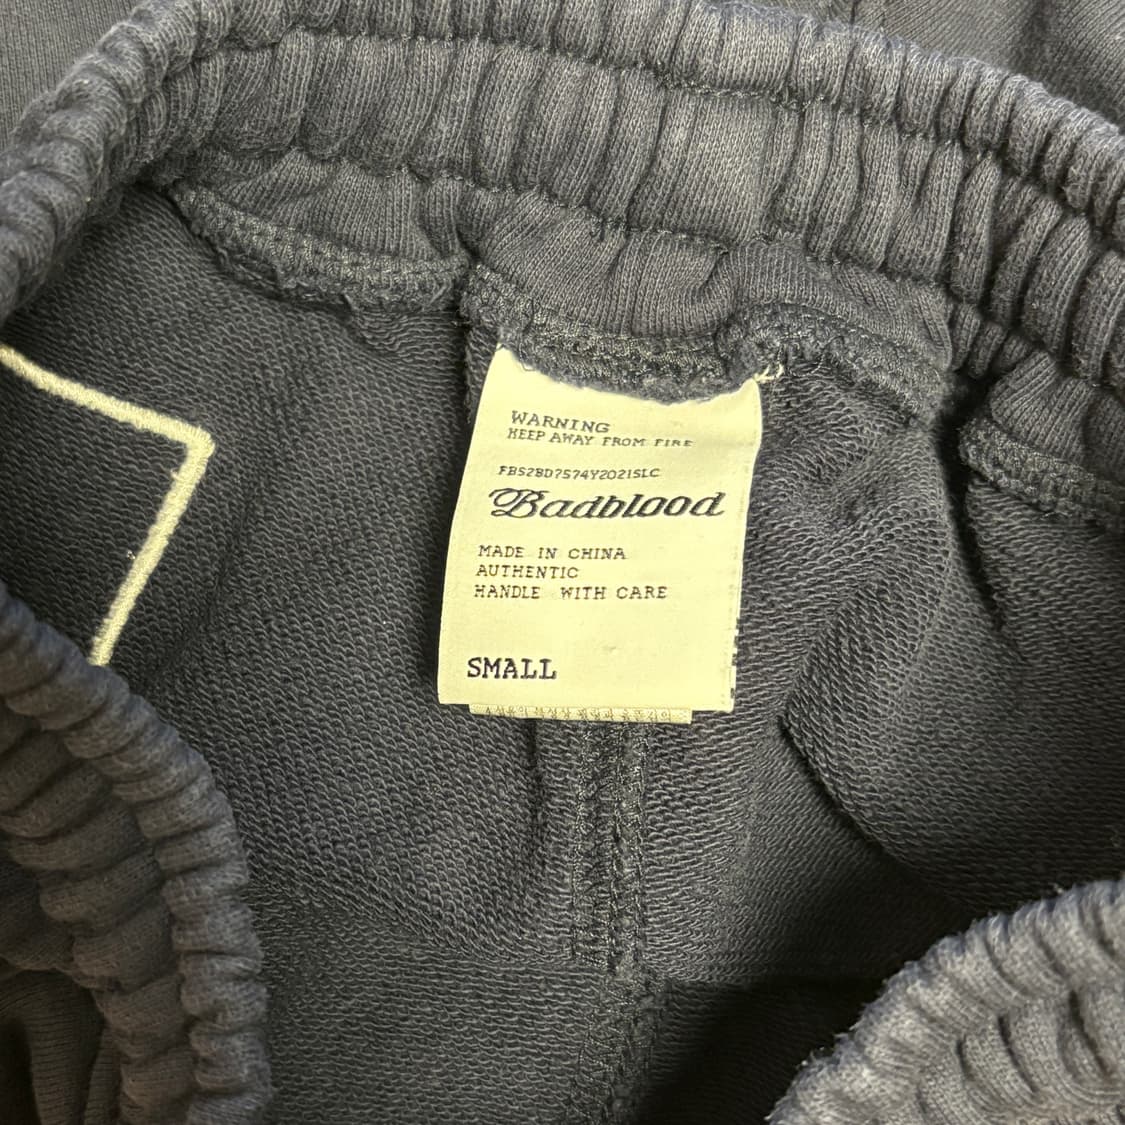 WARNING
KEEP AWAY FROM FIRE
FBS2BD7574Y2021SLC
Badblood
MADE IN CHINA
AUTHENTIC
HANDLE WITH CARE
SMALL